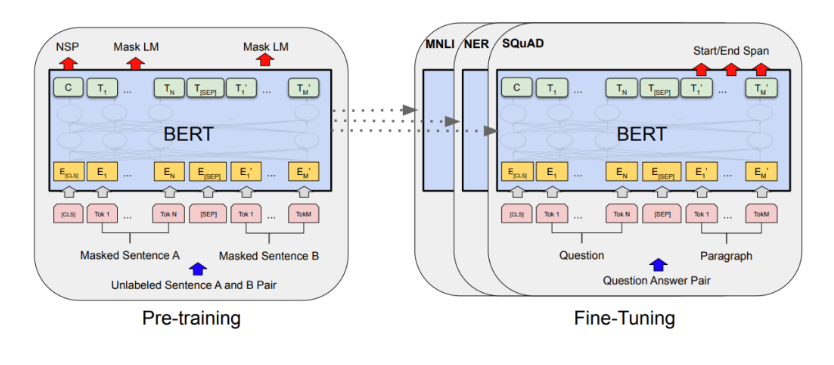 NSP Mask LM Mask LM
C T1 ... TN T[SEP] T1' ... TM'
BERT
E[CLS] E1 ... EN E[SEP] E1' ... EM'
[CLS] Tok 1 ... Tok N [SEP] Tok 1 ... TokM
Masked Sentence A Masked Sentence B
Unlabeled Sentence A and B Pair
Pre-training
MNLI NER SQuAD
Start/End Span
C T1 ... TN T[SEP] T1' ... TM'
BERT
E[CLS] E1 ... EN E[SEP] E1' ... EM'
[CLS] Tok 1 ... Tok N [SEP] Tok 1 ... TokM
Question Paragraph
Question Answer Pair
Fine-Tuning